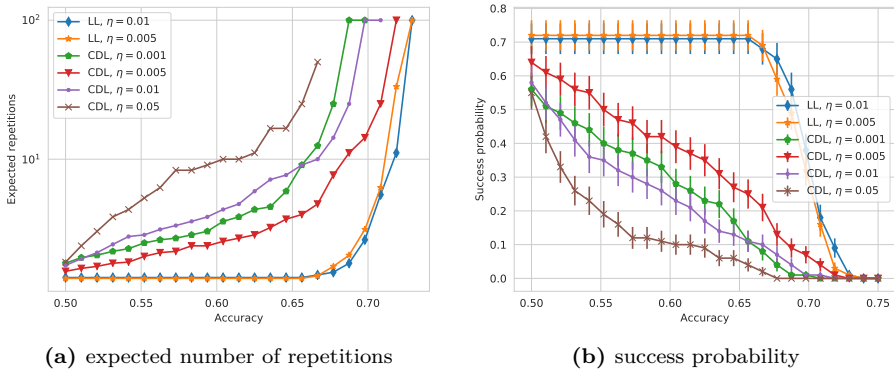 LL, η = 0.01
LL, η = 0.005
CDL, η = 0.001
CDL, η = 0.005
CDL, η = 0.01
CDL, η = 0.05
10²
10¹
Expected repetitions
0.50 0.55 0.60 0.65 0.70
Accuracy
(a) expected number of repetitions
0.8
0.7
0.6
0.5
0.4
0.3
0.2
0.1
0.0
Success probability
LL, η = 0.01
LL, η = 0.005
CDL, η = 0.001
CDL, η = 0.005
CDL, η = 0.01
CDL, η = 0.05
0.50 0.55 0.60 0.65 0.70 0.75
Accuracy
(b) success probability